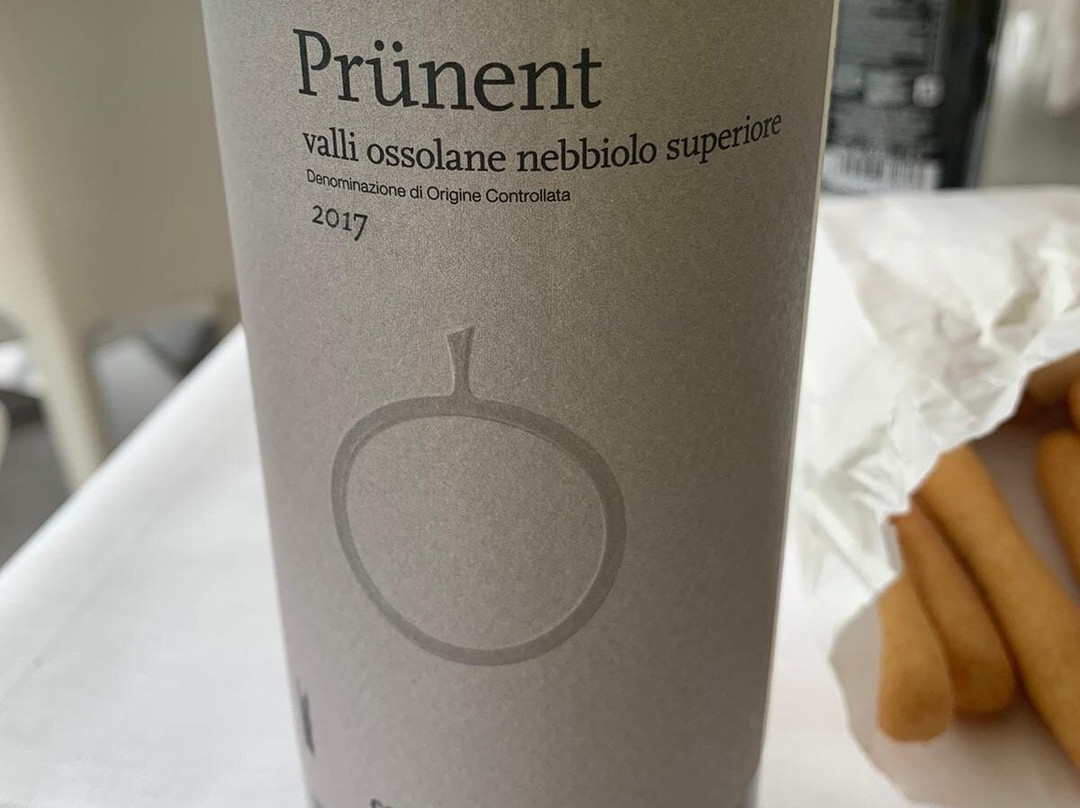 Prünent
valli ossolane nebbiolo superiore
Denominazione di Origine Controllata
2017